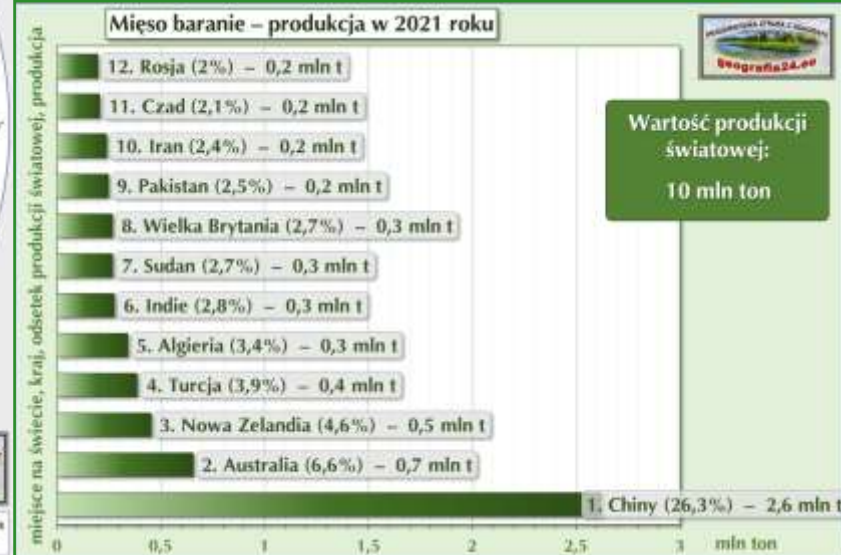 Mięso baranie – produkcja w 2021 roku
geografia24.eu
miejsce na świecie, kraj, odsetek produkcji światowej, produkcja
12. Rosja (2%) – 0,2 mln t
11. Czad (2,1%) – 0,2 mln t
10. Iran (2,4%) – 0,2 mln t
9. Pakistan (2,5%) – 0,2 mln t
8. Wielka Brytania (2,7%) – 0,3 mln t
7. Sudan (2,7%) – 0,3 mln t
6. Indie (2,8%) – 0,3 mln t
5. Algieria (3,4%) – 0,3 mln t
4. Turcja (3,9%) – 0,4 mln t
3. Nowa Zelandia (4,6%) – 0,5 mln t
2. Australia (6,6%) – 0,7 mln t
1. Chiny (26,3%) – 2,6 mln t
Wartość produkcji
światowej:
10 mln ton
0 0,5 1 1,5 2 2,5 3 mln ton